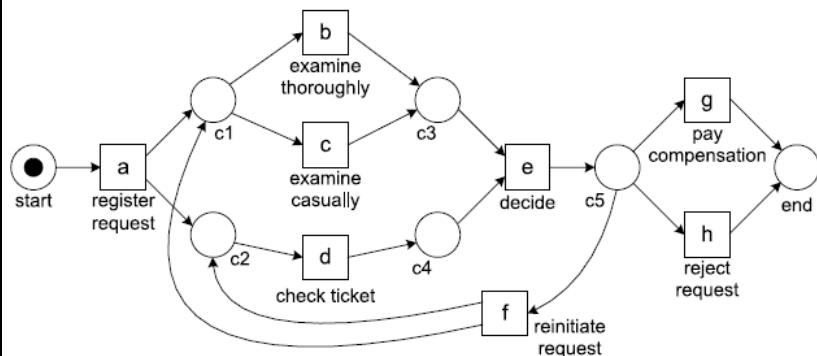 b
examine
thoroughly
c1
c
examine
casually
c3
g
pay
compensation
start
a
register
request
e
decide
c5
end
c2
d
check ticket
c4
h
reject
request
f
reinitiate
request